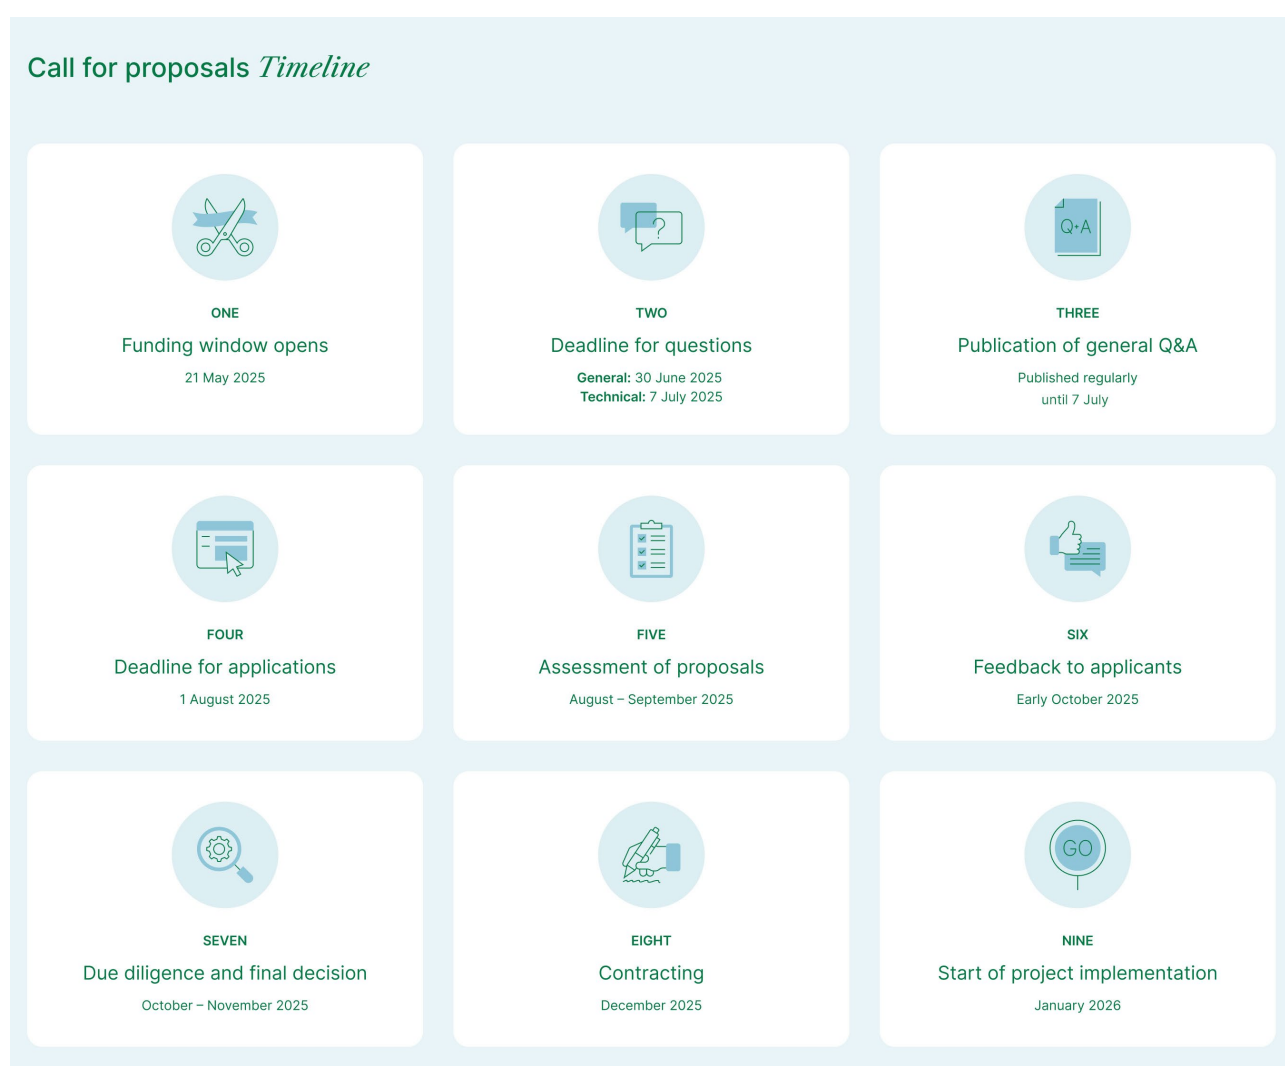 Call for proposals Timeline
ONE
Funding window opens
21 May 2025
?
TWO
Deadline for questions
General: 30 June 2025
Technical: 7 July 2025
Q+A
THREE
Publication of general Q&A
Published regularly
until 7 July
FOUR
Deadline for applications
1 August 2025
FIVE
Assessment of proposals
August – September 2025
SIX
Feedback to applicants
Early October 2025
SEVEN
Due diligence and final decision
October – November 2025
EIGHT
Contracting
December 2025
GO
NINE
Start of project implementation
January 2026